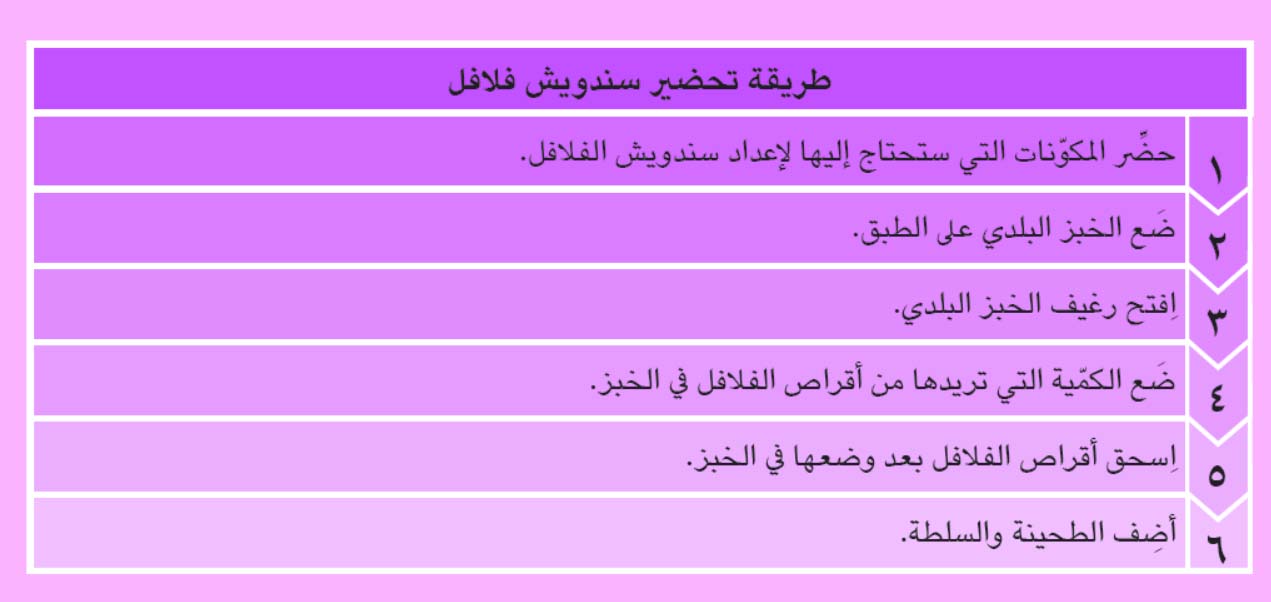 طريقة تحضير سندويش فلافل
١ حضِّر المكوّنات التي ستحتاج إليها لإعداد سندويش الفلافل.
٢ ضَع الخبز البلدي على الطبق.
٣ اِفتح رغيف الخبز البلدي.
٤ ضَع الكمّية التي تريدها من أقراص الفلافل في الخبز.
٥ اِسحق أقراص الفلافل بعد وضعها في الخبز.
٦ أضِف الطحينة والسلطة.